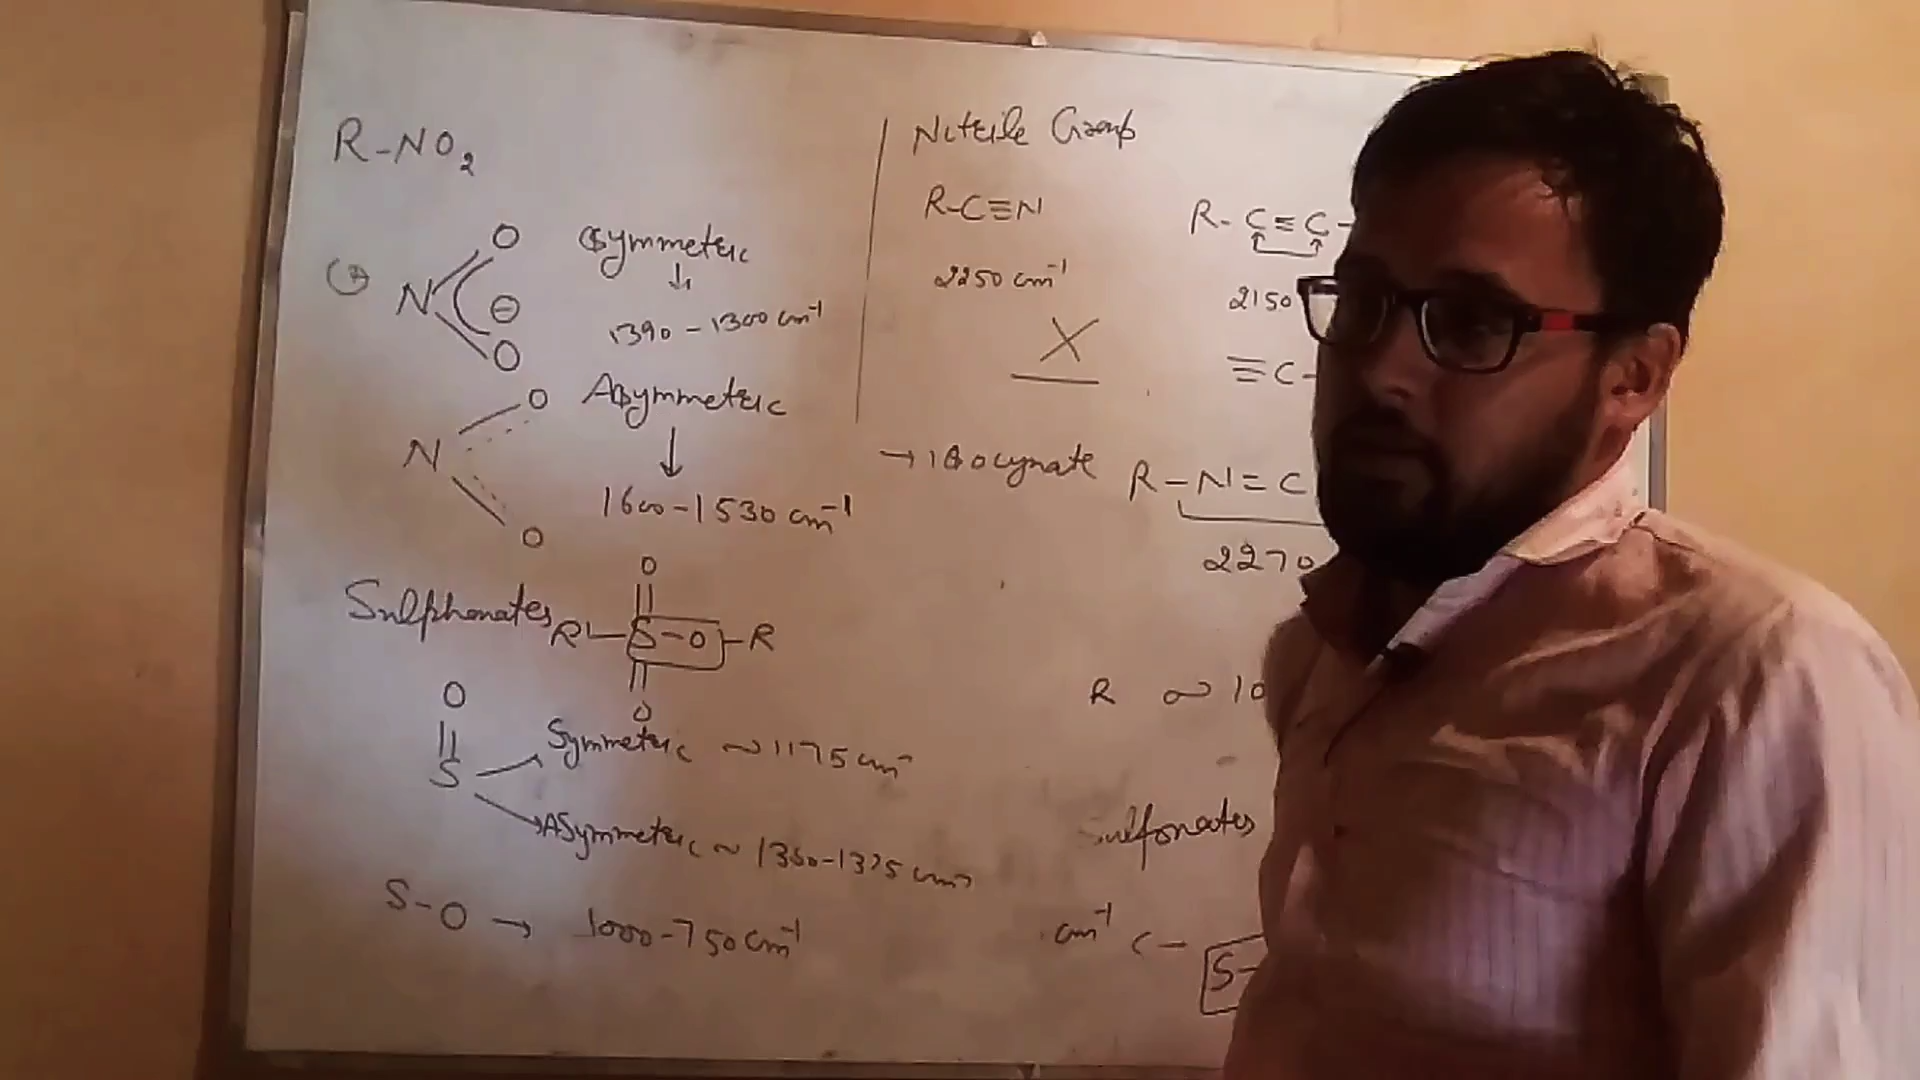 R-NO2
O
N
⊖
O
Symmetric
↓
1390 - 1300 cm-1
O
N
O
Asymmetric
↓
1600-1530 cm-1
Sulphonates
O
R'-S-O-R
O
O
S
Symmetric ~1175 cm-
Asymmetric ~ 1350-1375 cm-1
S-O → 1000-750 cm-1
Nitrile Group
R-C≡N
2250 cm-1
X
R-C≡C-
2150
≡C-
→ Isocynate R-N=C
2270
R ~ 10
Sulfonates
cm-1 C-
S-